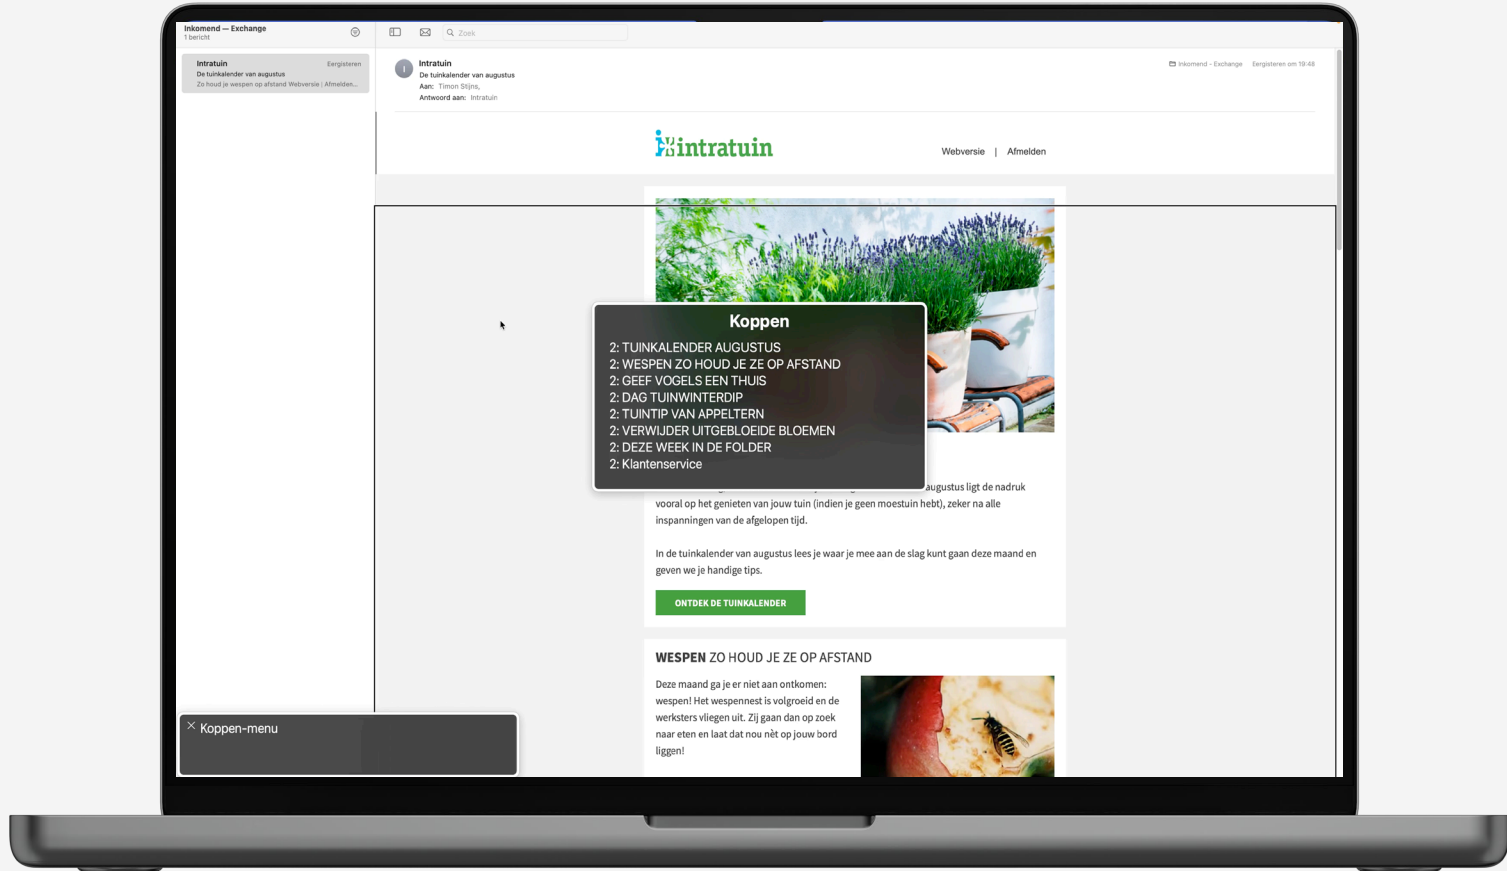 Inkomend — Exchange
1 bericht
Zoek
Intratuin
Eergisteren
De tuinkalender van augustus
Zo houd je wespen op afstand Webversie | Afmelden...
I
Intratuin
De tuinkalender van augustus
Aan: Timon Stijns,
Antwoord aan: Intratuin
Inkomend - Exchange Eergisteren om 19:48
intratuin
Webversie | Afmelden
Koppen
2: TUINKALENDER AUGUSTUS
2: WESPEN ZO HOUD JE ZE OP AFSTAND
2: GEEF VOGELS EEN THUIS
2: DAG TUINWINTERDIP
2: TUINTIP VAN APPELTERN
2: VERWIJDER UITGEBLOEIDE BLOEMEN
2: DEZE WEEK IN DE FOLDER
2: Klantenservice
augustus ligt de nadruk
vooral op het genieten van jouw tuin (indien je geen moestuin hebt), zeker na alle
inspanningen van de afgelopen tijd.
In de tuinkalender van augustus lees je waar je mee aan de slag kunt gaan deze maand en
geven we je handige tips.
ONTDEK DE TUINKALENDER
WESPEN ZO HOUD JE ZE OP AFSTAND
Deze maand ga je er niet aan ontkomen:
wespen! Het wespennest is volgroeid en de
werksters vliegen uit. Zij gaan dan op zoek
naar eten en laat dat nou nèt op jouw bord
liggen!
Koppen-menu